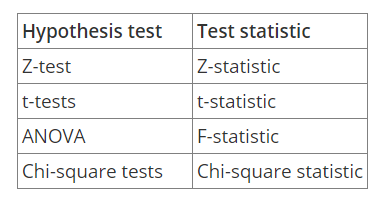 Hypothesis test Test statistic
Z-test Z-statistic
t-tests t-statistic
ANOVA F-statistic
Chi-square tests Chi-square statistic